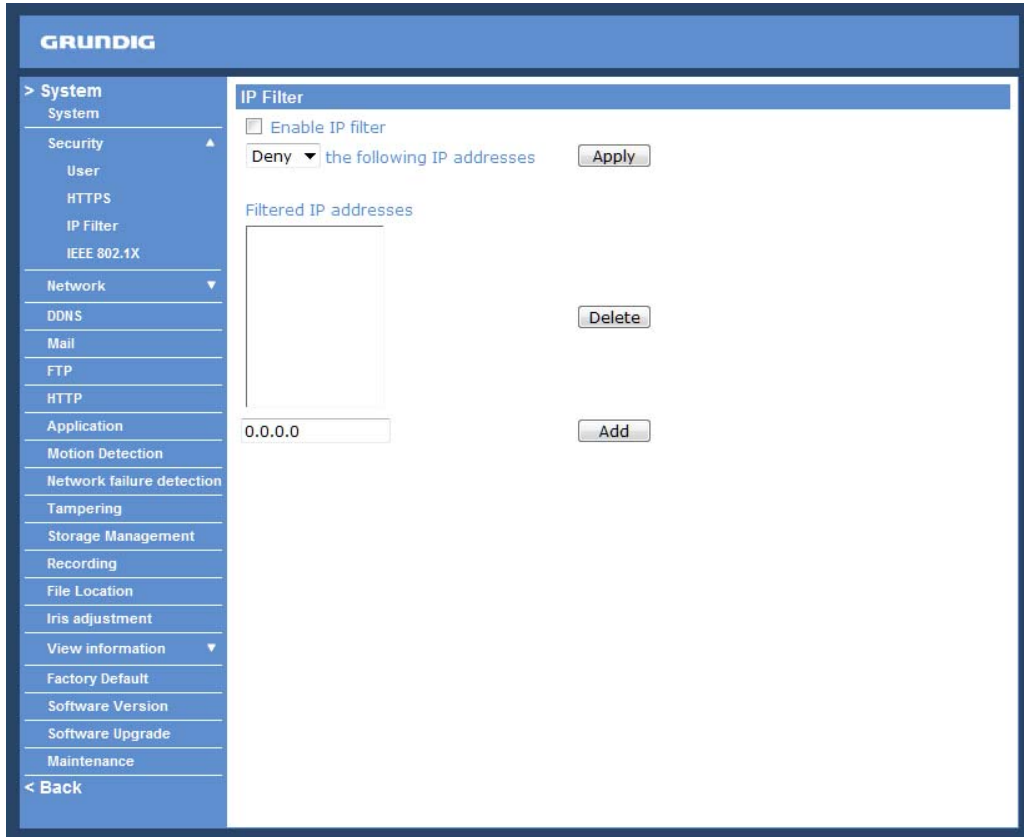 GRUNDIG
> System
System
Security
User
HTTPS
IP Filter
IEEE 802.1X
Network
DDNS
Mail
FTP
HTTP
Application
Motion Detection
Network failure detection
Tampering
Storage Management
Recording
File Location
Iris adjustment
View information
Factory Default
Software Version
Software Upgrade
Maintenance
< Back
IP Filter
Enable IP filter
Deny the following IP addresses Apply
Filtered IP addresses
Delete
0.0.0.0 Add